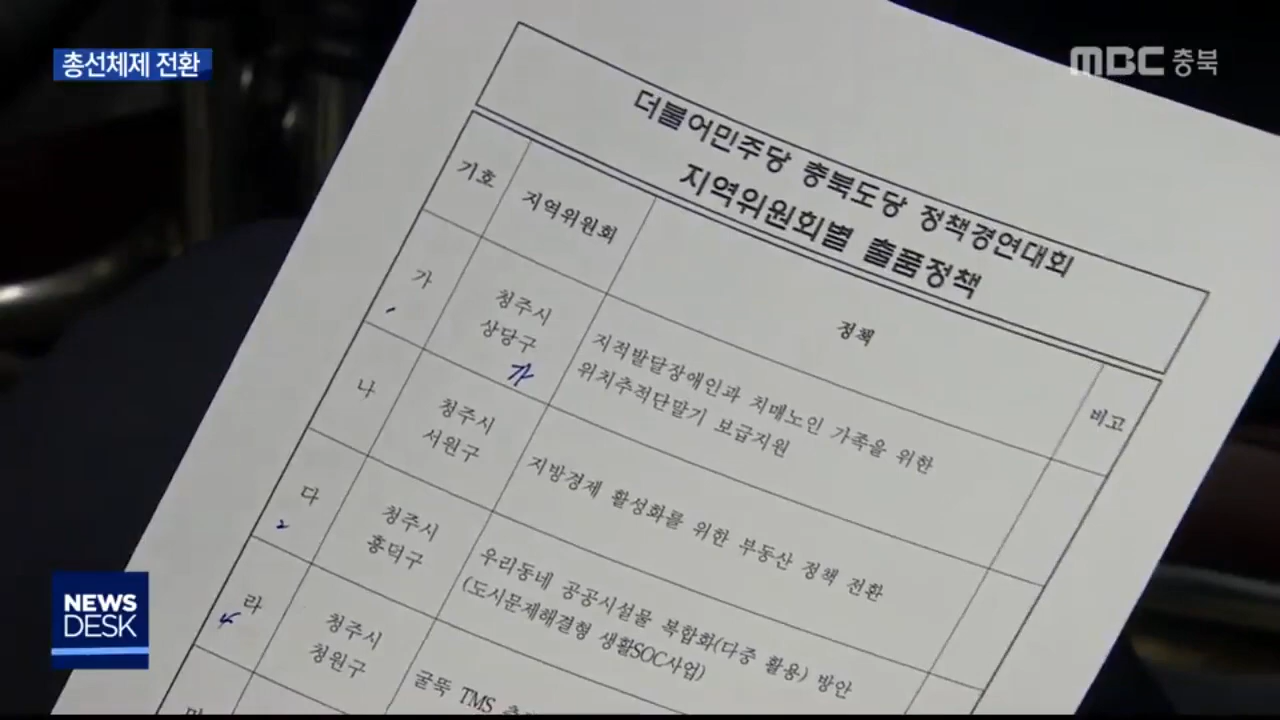 총선체제 전환
MBC 충북
더불어민주당 충북도당 정책경연대회
지역위원회별 출품정책
기호
지역위원회
정책
비고
가
청주시
상당구
가
지적발달장애인과 치매노인 가족을 위한
위치추적단말기 보급지원
나
청주시
서원구
지방경제 활성화를 위한 부동산 정책 전환
다
2
청주시
흥덕구
우리동네 공공시설물 복합화(다중 활용) 방안
(도시문제해결형 생활SOC사업)
라
4
청주시
청원구
굴뚝 TMS
NEWS
DESK